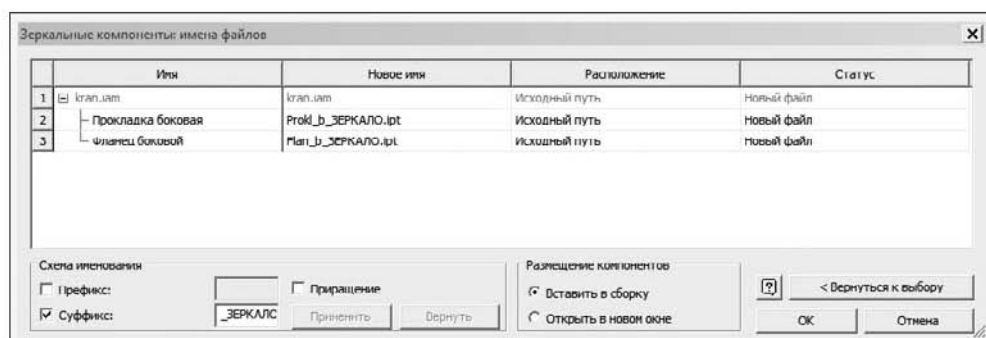 Зеркальные компоненты: имена файлов
Имя Новое имя Расположение Статус
1 kran.iam kran.iam Исходный путь Новый файл
2 Прокладка боковая Prokl_b_ЗЕРКАЛО.ipt Исходный путь Новый файл
3 Фланец боковой Flan_b_ЗЕРКАЛО.ipt Исходный путь Новый файл
Схема именования
Префикс: Приращение
Суффикс: _ЗЕРКАЛС Применить Вернуть
Размещение компонентов
Вставить в сборку
Открыть в новом окне
? < Вернуться к выбору
OK Отмена